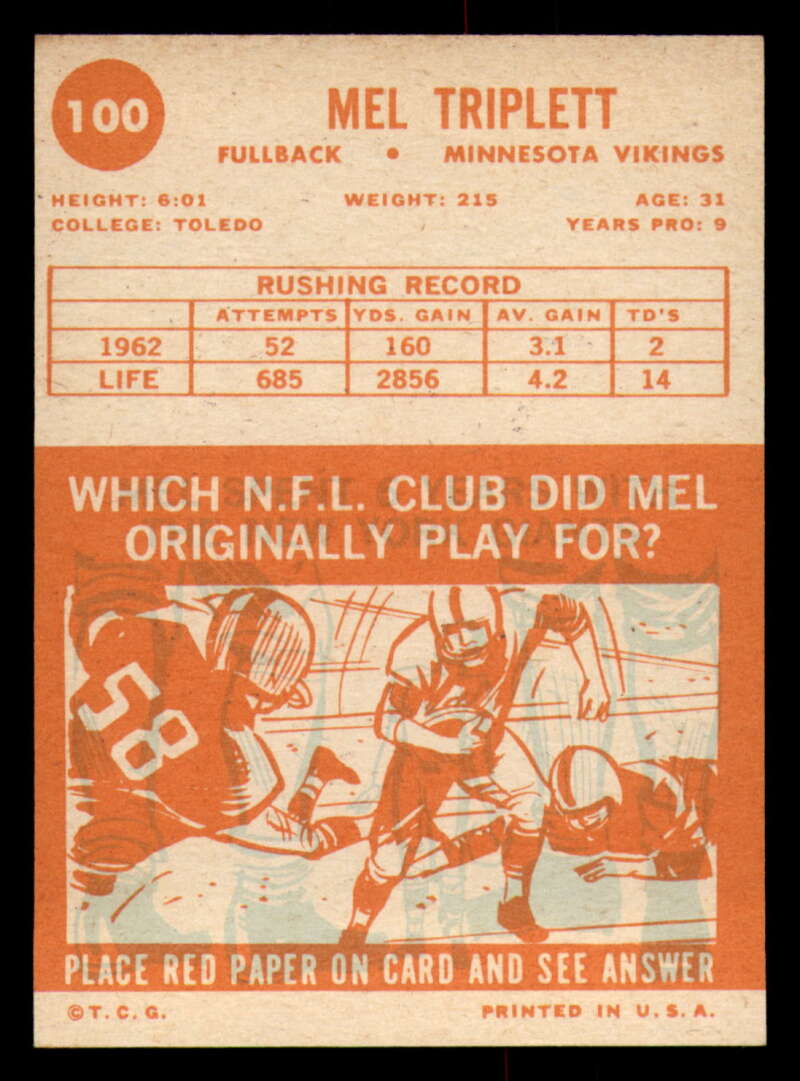 100
MEL TRIPLETT
FULLBACK • MINNESOTA VIKINGS
HEIGHT: 6:01 WEIGHT: 215 AGE: 31
COLLEGE: TOLEDO YEARS PRO: 9
RUSHING RECORD
ATTEMPTS YDS. GAIN AV. GAIN TD'S
1962 52 160 3.1 2
LIFE 685 2856 4.2 14
WHICH N.F.L. CLUB DID MEL
ORIGINALLY PLAY FOR?
58
PLACE RED PAPER ON CARD AND SEE ANSWER
©T.C.G. PRINTED IN U.S.A.